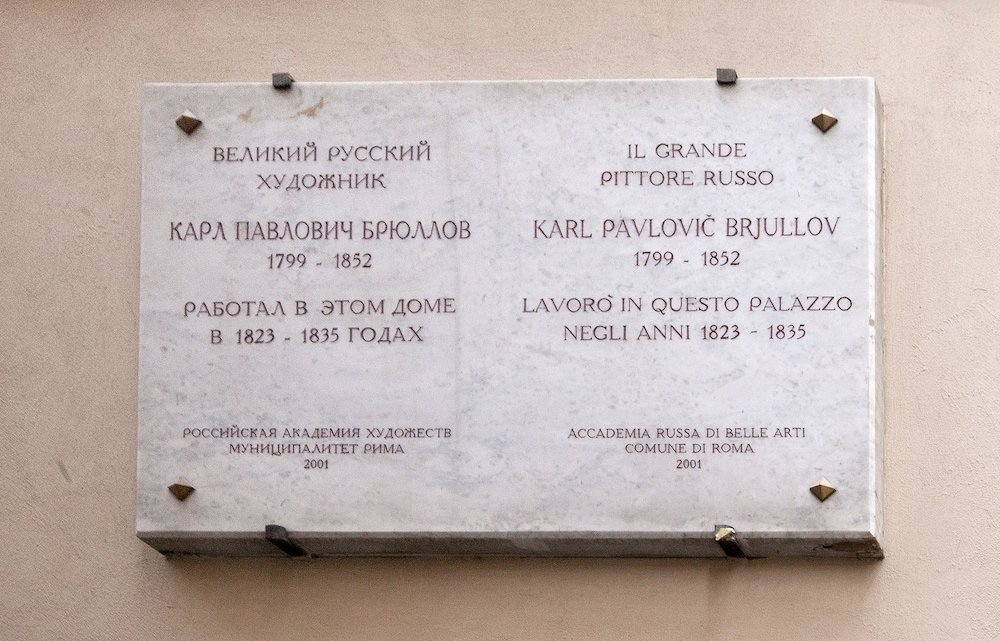 ВЕЛИКИЙ РУССКИЙ
ХУДОЖНИК
КАРЛ ПАВЛОВИЧ БРЮЛЛОВ
1799 - 1852
РАБОТАЛ В ЭТОМ ДОМЕ
В 1823 - 1835 ГОДАХ
РОССИЙСКАЯ АКАДЕМИЯ ХУДОЖЕСТВ
МУНИЦИПАЛИТЕТ РИМА
2001
IL GRANDE
PITTORE RUSSO
KARL PAVLOVIČ BRJULLOV
1799 - 1852
LAVORÒ IN QUESTO PALAZZO
NEGLI ANNI 1823 - 1835
ACCADEMIA RUSSA DI BELLE ARTI
COMUNE DI ROMA
2001